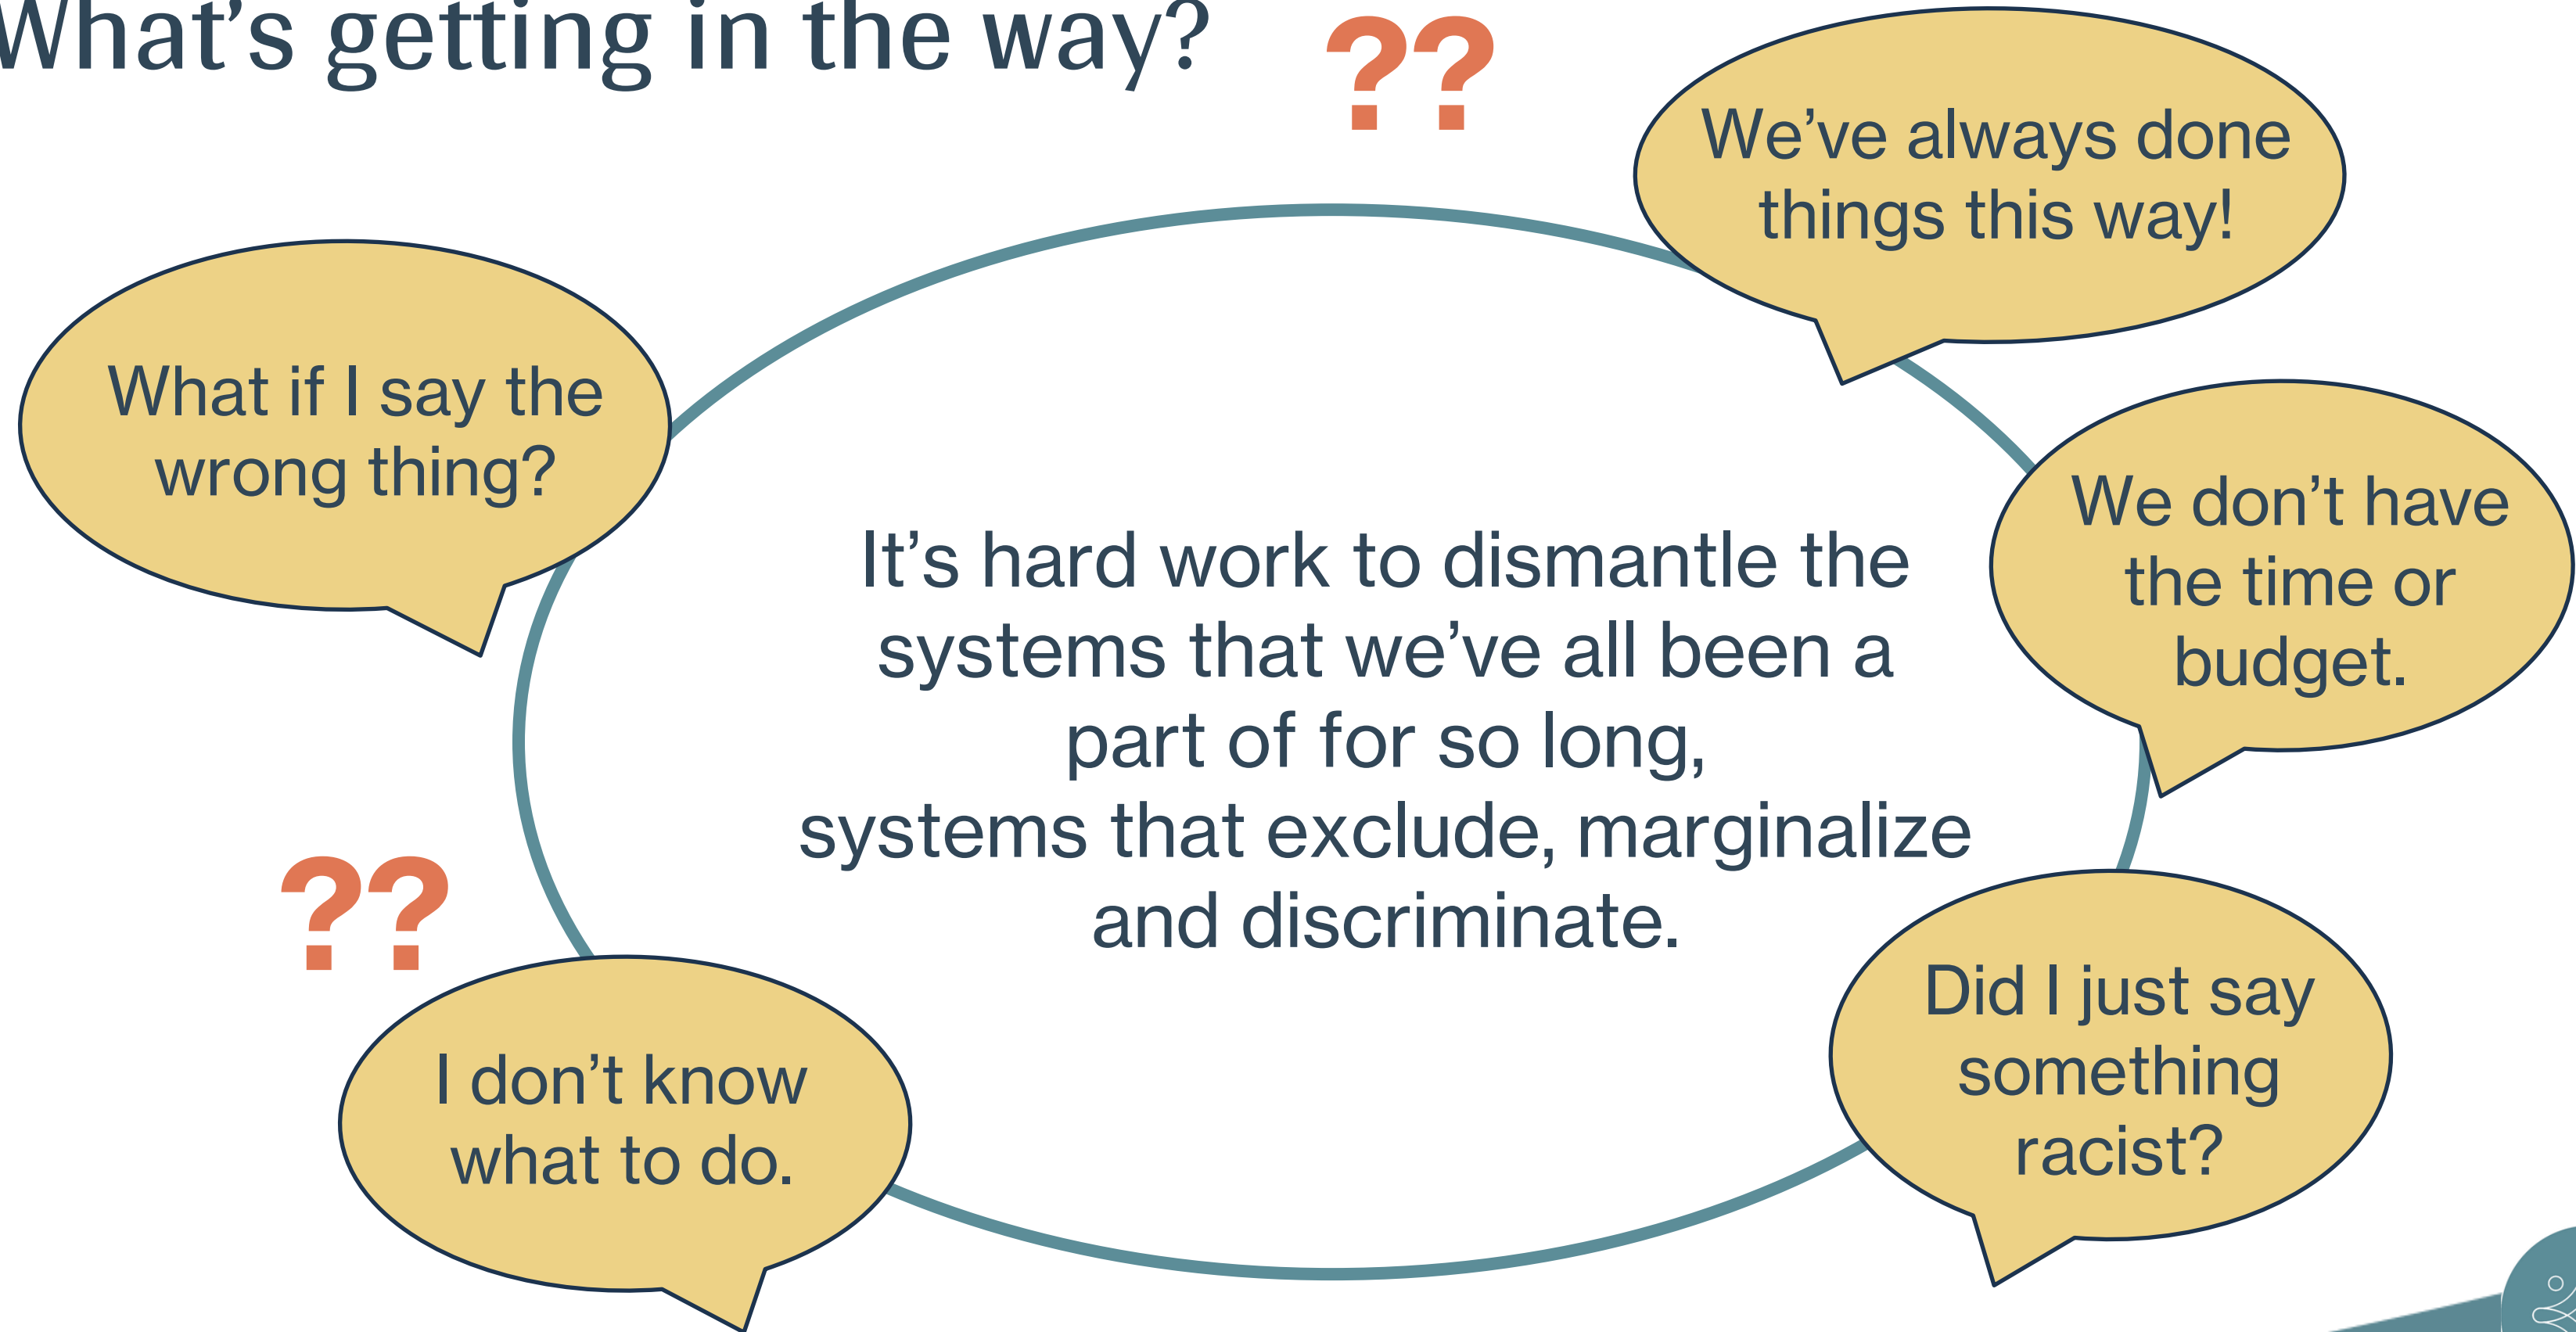 What's getting in the way?
??
We've always done
things this way!
What if I say the
wrong thing?
We don't have
the time or
budget.
It's hard work to dismantle the
systems that we've all been a
part of for so long,
systems that exclude, marginalize
and discriminate.
??
I don't know
what to do.
Did I just say
something
racist?